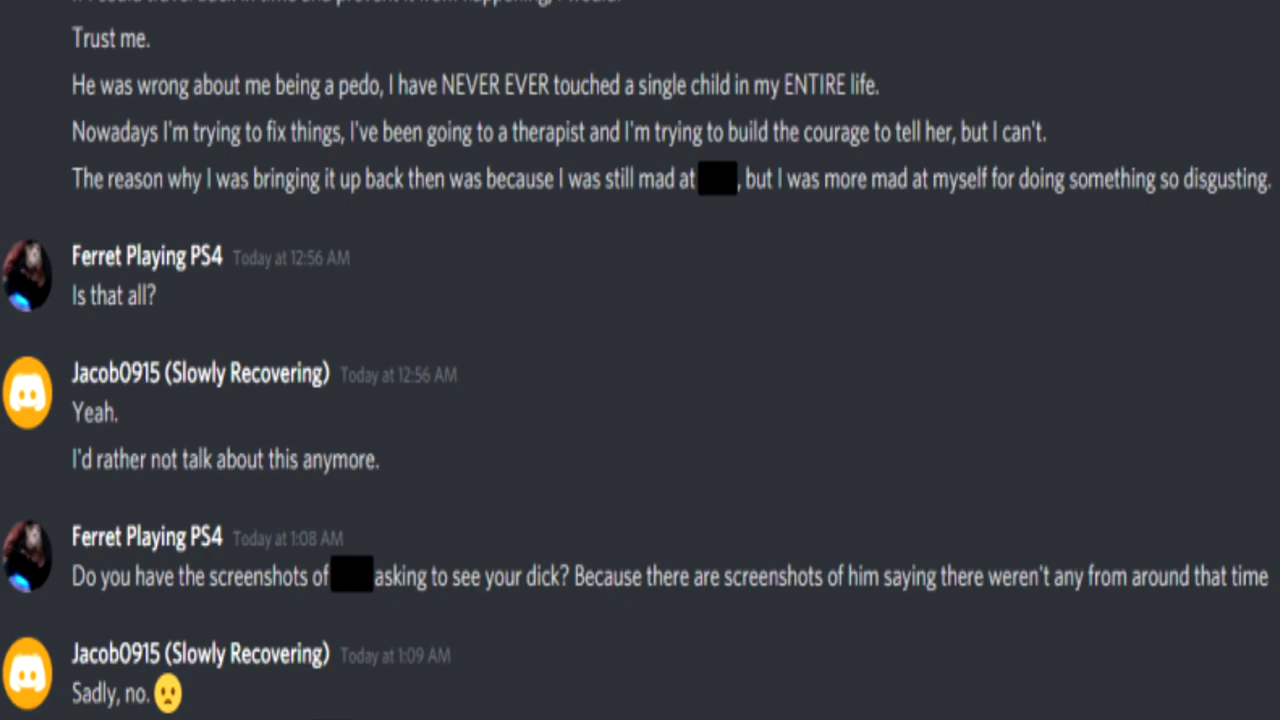 Trust me.
He was wrong about me being a pedo, I have NEVER EVER touched a single child in my ENTIRE life.
Nowadays I'm trying to fix things, I've been going to a therapist and I'm trying to build the courage to tell her, but I can't.
The reason why I was bringing it up back then was because I was still mad at , but I was more mad at myself for doing something so disgusting.
Ferret Playing PS4 Today at 12:56 AM
Is that all?
Jacob0915 (Slowly Recovering) Today at 12:56 AM
Yeah.
I'd rather not talk about this anymore.
Ferret Playing PS4 Today at 1:08 AM
Do you have the screenshots of asking to see your dick? Because there are screenshots of him saying there weren't any from around that time
Jacob0915 (Slowly Recovering) Today at 1:09 AM
Sadly, no.